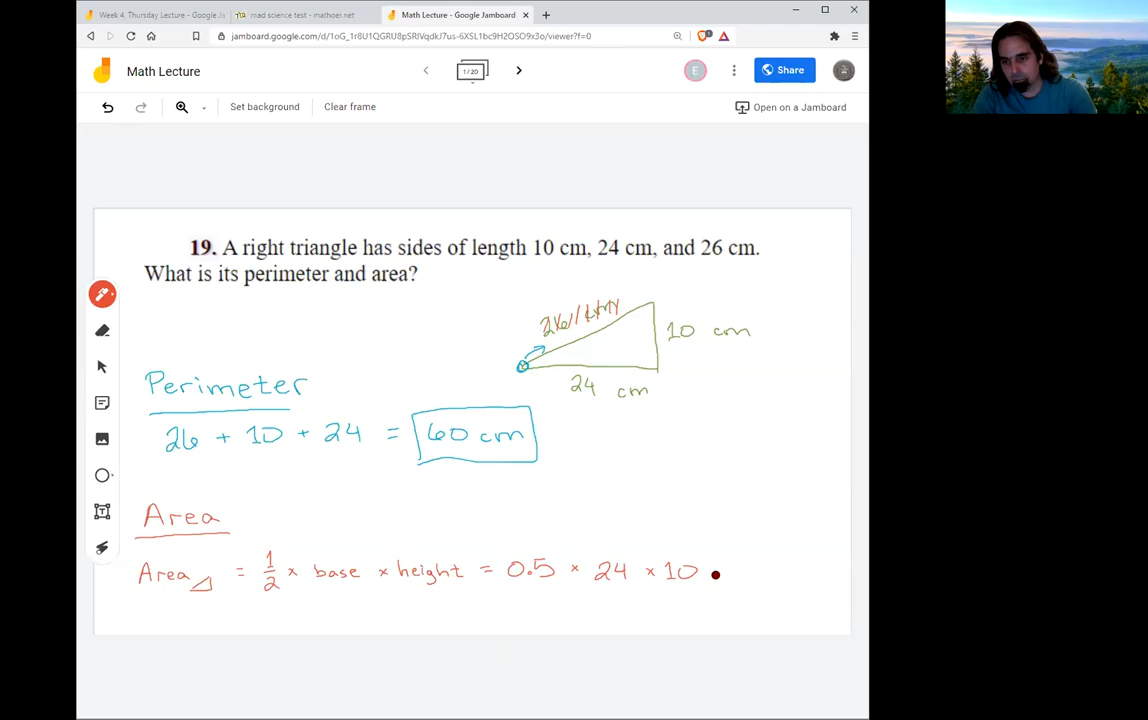 Week 4. Thursday Lecture - Google Ja
mad science test - mathoer.net
Math Lecture - Google Jamboard
jamboard.google.com/d/1oG_1r8U1QGRU8pSRIVqdkJ7us-6XSL1bc9H2OSO9x3o/viewer?f=0
Math Lecture
1/20
E
Share
Set background
Clear frame
Open on a Jamboard
19. A right triangle has sides of length 10 cm, 24 cm, and 26 cm.
What is its perimeter and area?
10 cm
24 cm
Perimeter
26 + 10 + 24 = 60 cm
Area
Area = 1/2 × base × height = 0.5 × 24 × 10